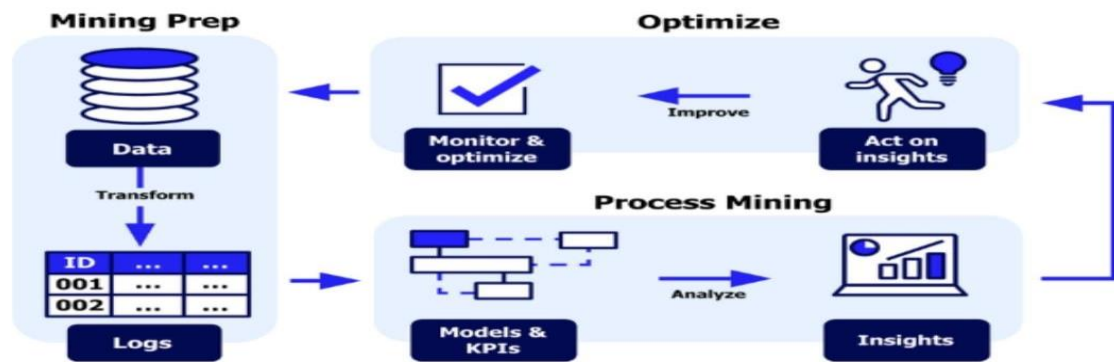 Mining Prep
Data
Transform
ID ... ...
001 ... ...
002 ... ...
Logs
Optimize
Monitor &
optimize
Improve
Act on
insights
Process Mining
Models &
KPIs
Analyze
Insights